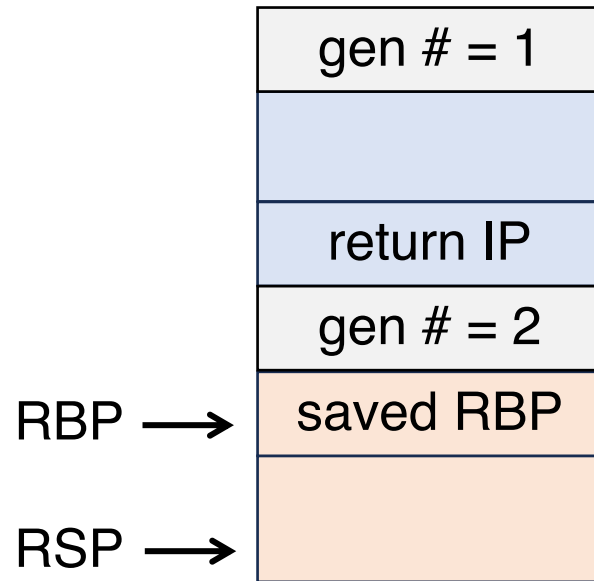 gen # = 1
return IP
gen # = 2
RBP
saved RBP
RSP